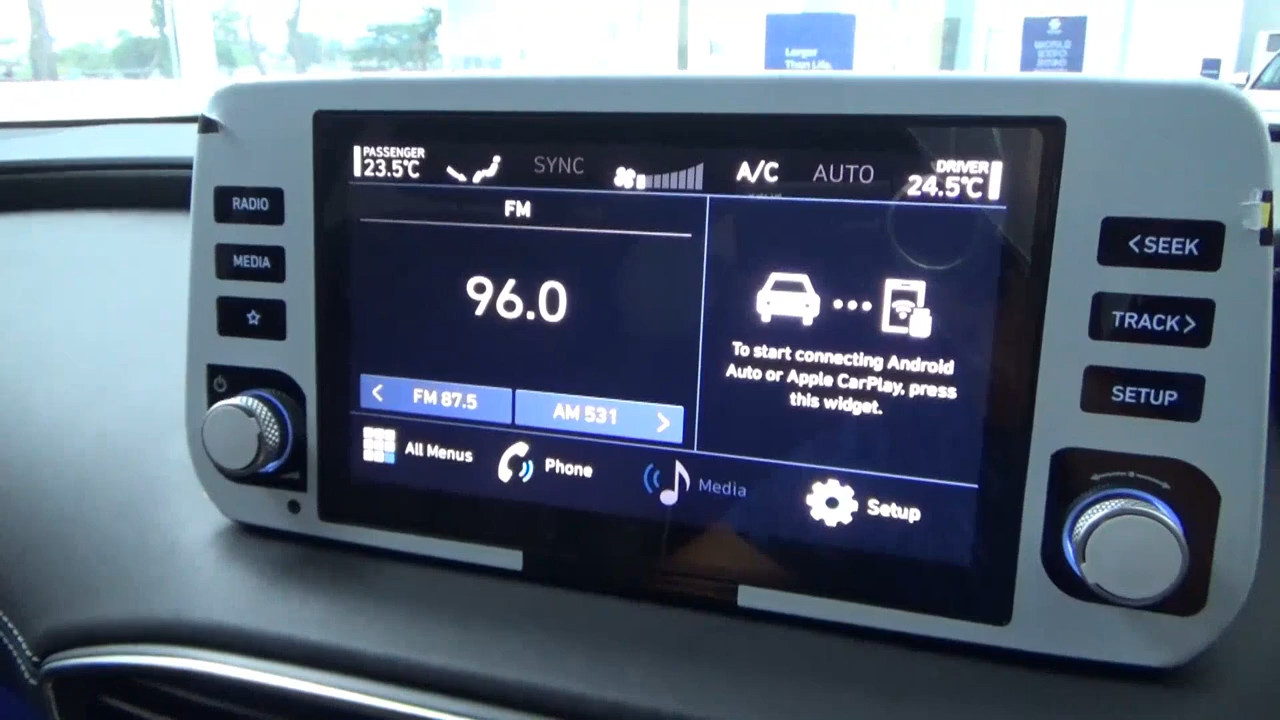 Larger
Than Life.
PASSENGER
23.5°C
SYNC
A/C
AUTO
DRIVER
24.5°C
RADIO
MEDIA
FM
96.0
FM 87.5
AM 531
To start connecting Android
Auto or Apple CarPlay, press
this widget.
All Menus
Phone
Media
Setup
<SEEK
TRACK>
SETUP